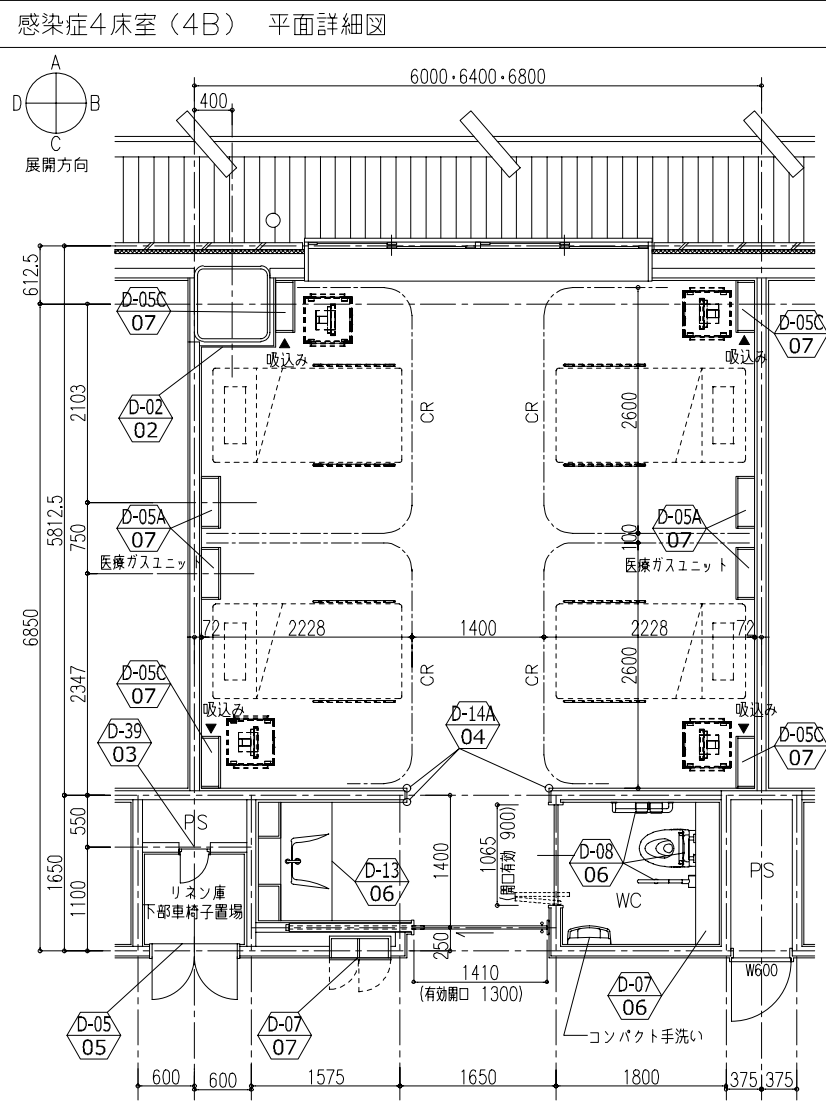 感染症4床室（4B） 平面詳細図
A
D
B
C
展開方向
6000・6400・6800
400
612.5
D-05C
07
吸込み
D-05C
07
吸込み
2103
D-02
02
CR
CR
2600
5812.5
750
D-05A
07
医療ガスユニット
D-05A
07
医療ガスユニット
100
6850
72
2228
1400
2228
72
2347
D-05C
07
吸込み
CR
CR
2600
D-14A
04
吸込み
D-05C
07
D-39
03
550
PS
1650
1100
リネン庫
下部車椅子置場
D-13
06
1400
1065
(開口有効 900)
D-08
06
WC
PS
250
1410
(有効開口 1300)
W600
D-05
05
D-07
07
D-07
06
コンパクト手洗い
600
600
1575
1650
1800
375
375